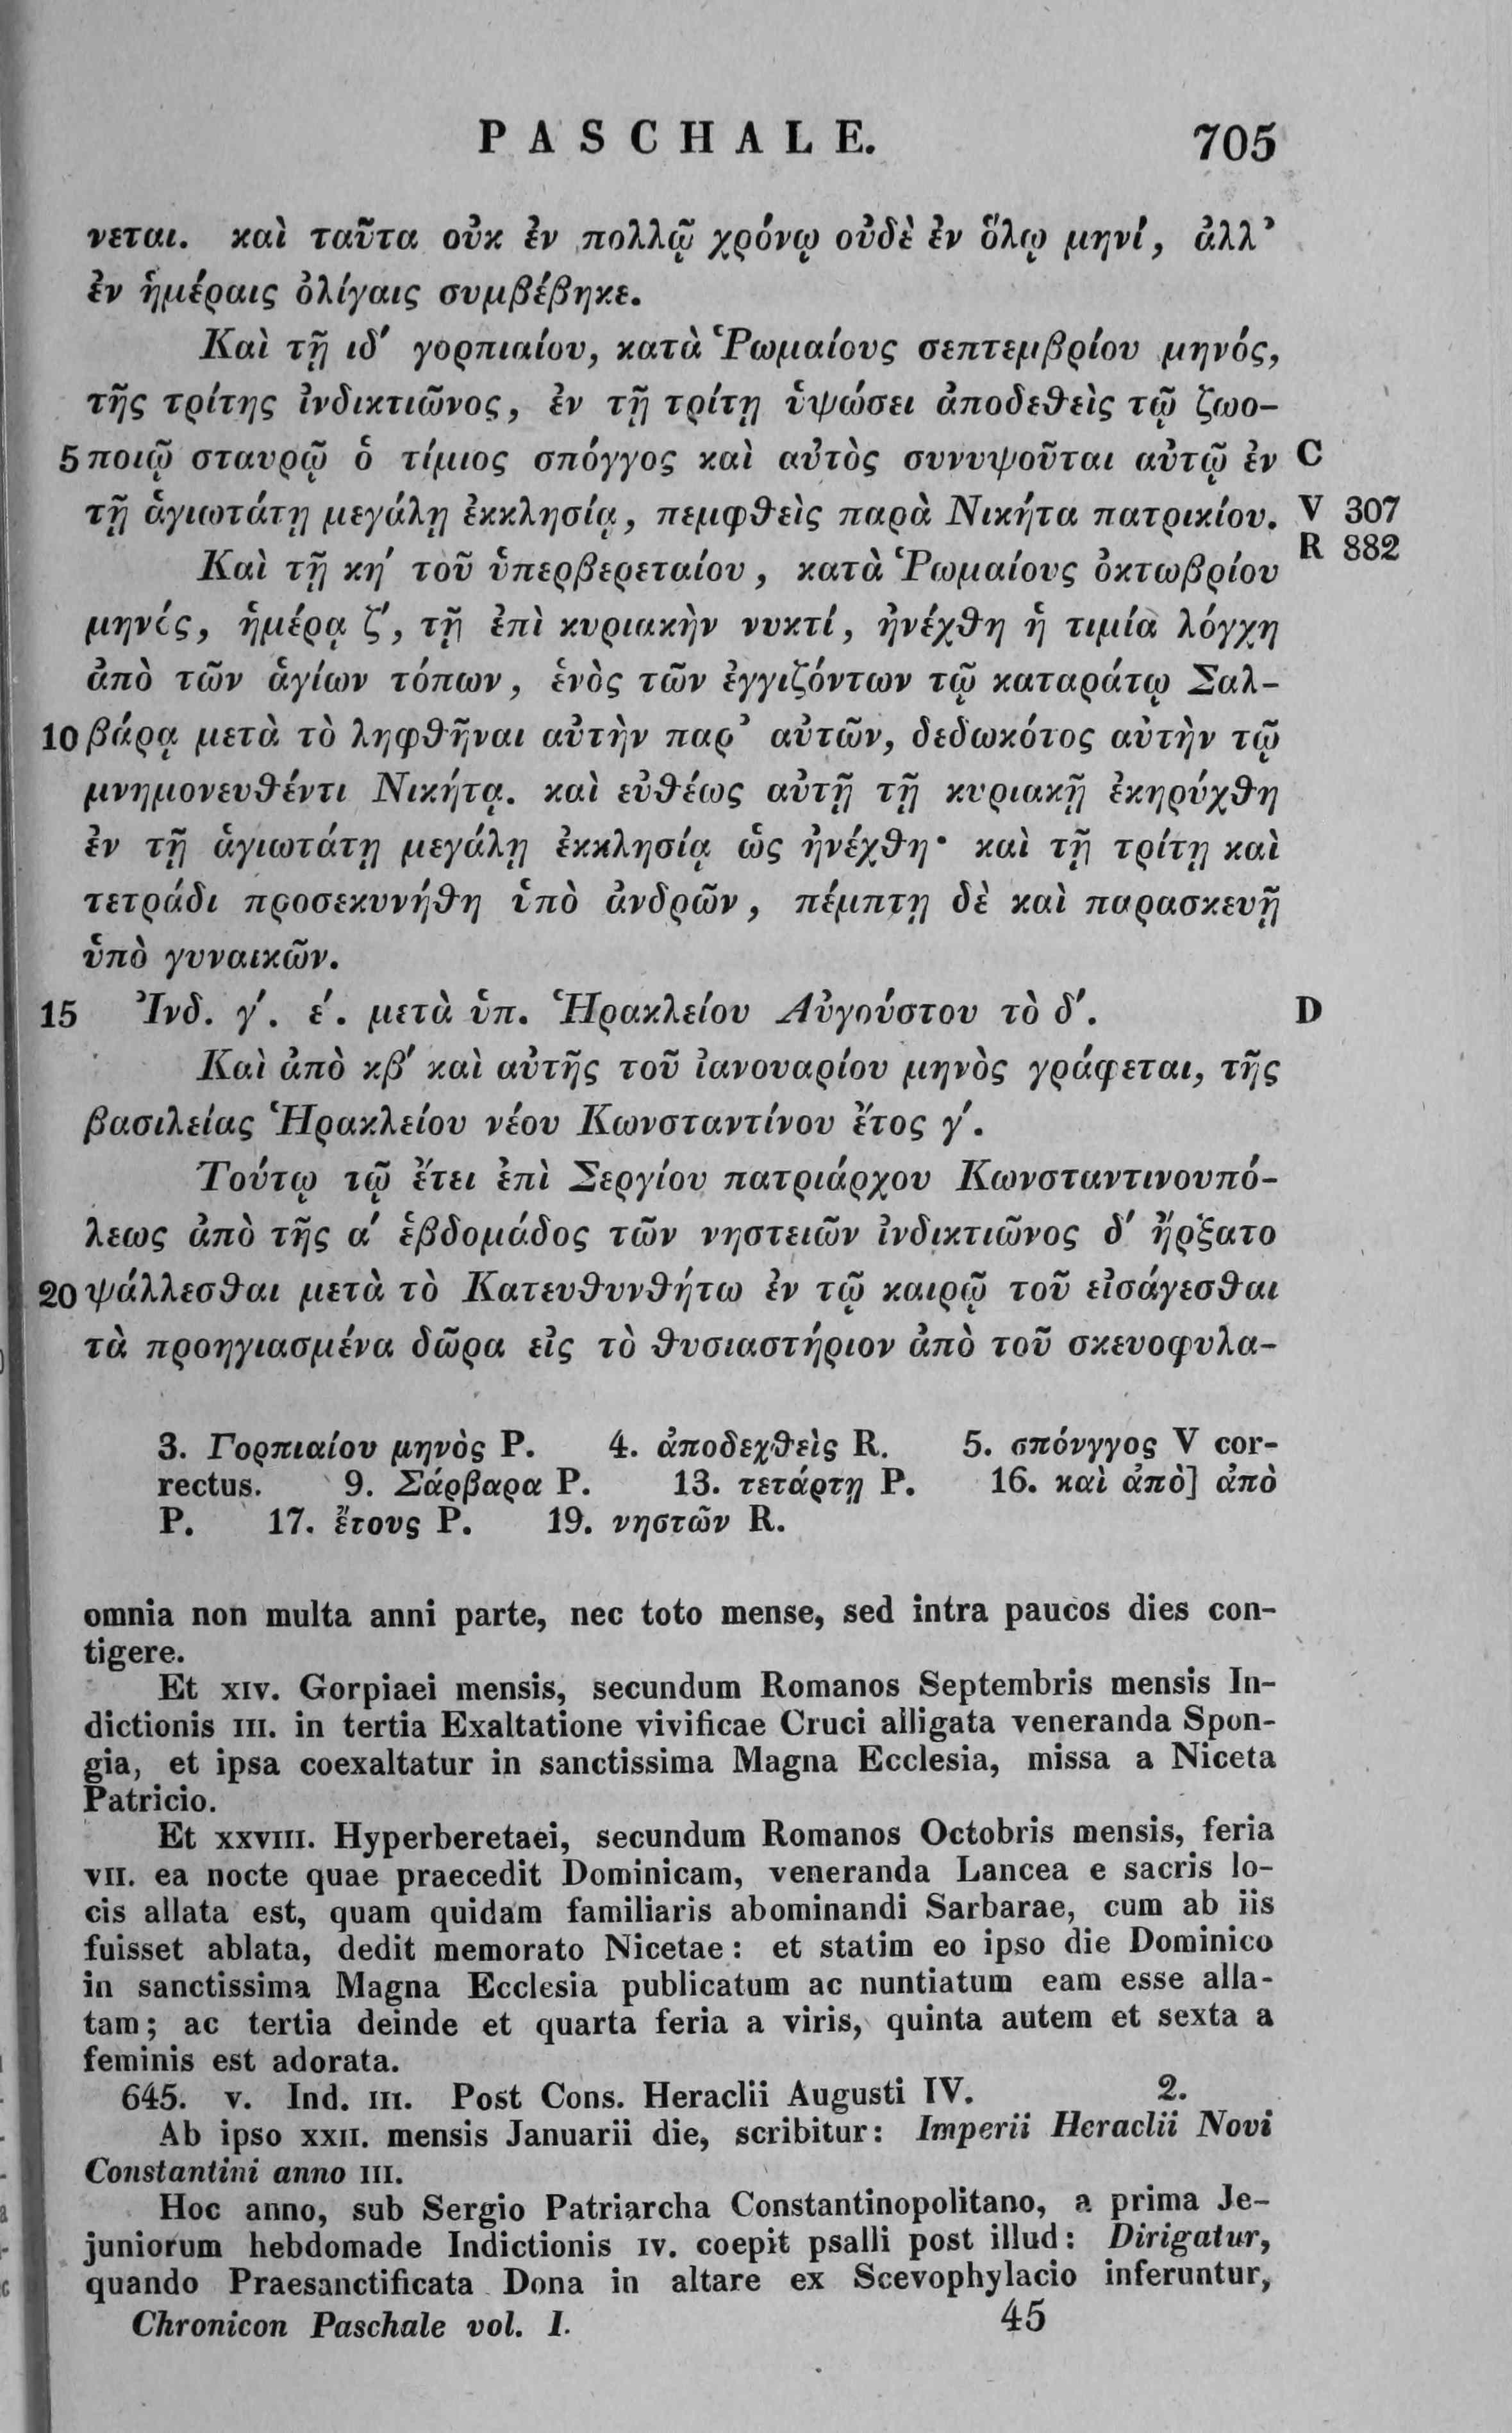 PASCHALE. 705
νεται. καὶ ταῦτα οὐκ ἐν πολλῷ χρόνῳ οὐδὲ ἐν ὅλῳ μηνί, ἀλλ’
ἐν ἡμέραις ὀλίγαις συμβέβηκε.
Καὶ τῇ ιδ′ γορπιαίου, κατὰ Ῥωμαίους σεπτεμβρίου μηνός,
τῆς τρίτης ἰνδικτιῶνος, ἐν τῇ τρίτῃ ὑψώσει ἀποδεθεὶς τῷ ζωο-
5 ποιῷ σταυρῷ ὁ τίμιος σπόγγος καὶ αὐτὸς συνυψοῦται αὐτῷ ἐν C
τῇ ἁγιωτάτῃ μεγάλῃ ἐκκλησίᾳ, πεμφθεὶς παρὰ Νικήτα πατρικίου. V 307
R 882
Καὶ τῇ κη′ τοῦ ὑπερβερεταίου, κατὰ Ῥωμαίους ὀκτωβρίου
μηνός, ἡμέρᾳ ζ′, τῇ ἐπὶ κυριακὴν νυκτί, ἠνέχθη ἡ τιμία λόγχη
ἀπὸ τῶν ἁγίων τόπων, ἑνὸς τῶν ἐγγιζόντων τῷ καταράτῳ Σαλ-
10 βάρᾳ μετὰ τὸ ληφθῆναι αὐτὴν παρ’ αὐτῶν, δεδωκότος αὐτὴν τῷ
μνημονευθέντι Νικήτᾳ. καὶ εὐθέως αὐτῇ τῇ κυριακῇ ἐκηρύχθη
ἐν τῇ ἁγιωτάτῃ μεγάλῃ ἐκκλησίᾳ ὡς ἠνέχθη· καὶ τῇ τρίτῃ καὶ
τετράδι προσεκυνήθη ὑπὸ ἀνδρῶν, πέμπτῃ δὲ καὶ παρασκευῇ
ὑπὸ γυναικῶν.
15 Ἰνδ. γ′. ε′. μετὰ ὑπ. Ἡρακλείου Αὐγούστου τὸ δ′. D
Καὶ ἀπὸ κβ′ καὶ αὐτῆς τοῦ ἰανουαρίου μηνὸς γράφεται, τῆς
βασιλείας Ἡρακλείου νέου Κωνσταντίνου ἔτος γ′.
Τούτῳ τῷ ἔτει ἐπὶ Σεργίου πατριάρχου Κωνσταντινουπό-
λεως ἀπὸ τῆς α′ ἑβδομάδος τῶν νηστειῶν ἰνδικτιῶνος δ′ ἤρξατο
20 ψάλλεσθαι μετὰ τὸ Κατευθυνθήτω ἐν τῷ καιρῷ τοῦ εἰσάγεσθαι
τὰ προηγιασμένα δῶρα εἰς τὸ θυσιαστήριον ἀπὸ τοῦ σκευοφυλα-
3. Γορπιαίου μηνὸς P. 4. ἀποδεχθεὶς R. 5. σπόνγγος V cor-
rectus. 9. Σάρβαρα P. 13. τετάρτῃ P. 16. καὶ ἀπὸ] ἀπὸ
P. 17. ἔτους P. 19. νηστῶν R.
omnia non multa anni parte, nec toto mense, sed intra paucos dies con-
tigere.
Et XIV. Gorpiaei mensis, secundum Romanos Septembris mensis In-
dictionis III. in tertia Exaltatione vivificae Cruci alligata veneranda Spon-
gia, et ipsa coexaltatur in sanctissima Magna Ecclesia, missa a Niceta
Patricio.
Et XXVIII. Hyperberetaei, secundum Romanos Octobris mensis, feria
VII. ea nocte quae praecedit Dominicam, veneranda Lancea e sacris lo-
cis allata est, quam quidam familiaris abominandi Sarbarae, cum ab iis
fuisset ablata, dedit memorato Nicetae: et statim eo ipso die Dominico
in sanctissima Magna Ecclesia publicatum ac nuntiatum eam esse alla-
tam; ac tertia deinde et quarta feria a viris, quinta autem et sexta a
feminis est adorata.
645. V. Ind. III. Post Cons. Heraclii Augusti IV. 2.
Ab ipso XXII. mensis Januarii die, scribitur: Imperii Heraclii Novi
Constantini anno III.
Hoc anno, sub Sergio Patriarcha Constantinopolitano, a prima Je-
juniorum hebdomade Indictionis IV. coepit psalli post illud: Dirigatur,
quando Praesanctificata Dona in altare ex Scevophylacio inferuntur,
Chronicon Paschale vol. I. 45